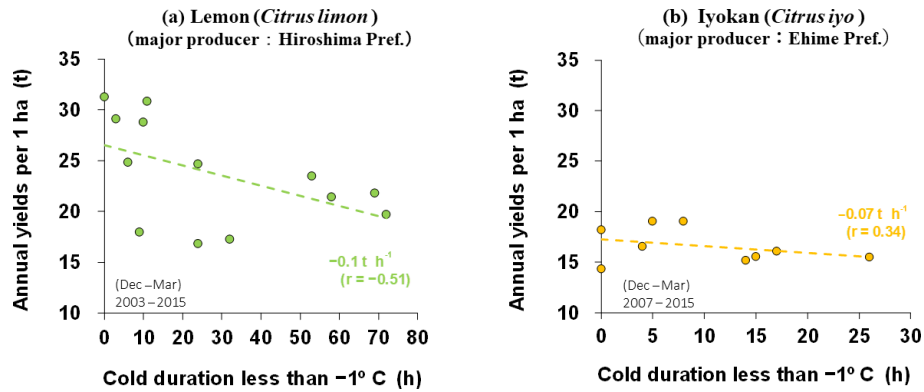 (a) Lemon (Citrus limon )
(major producer : Hiroshima Pref.)
Annual yields per 1 ha (t)
35
30
25
20
15
10
−0.1 t h⁻¹
(r = −0.51)
(Dec –Mar)
2003 – 2015
0 10 20 30 40 50 60 70 80
Cold duration less than −1º C (h)
(b) Iyokan (Citrus iyo )
(major producer : Ehime Pref.)
Annual yields per 1 ha (t)
35
30
25
20
15
10
−0.07 t h⁻¹
(r = 0.34)
(Dec –Mar)
2007 – 2015
0 5 10 15 20 25 30
Cold duration less than −1º C (h)